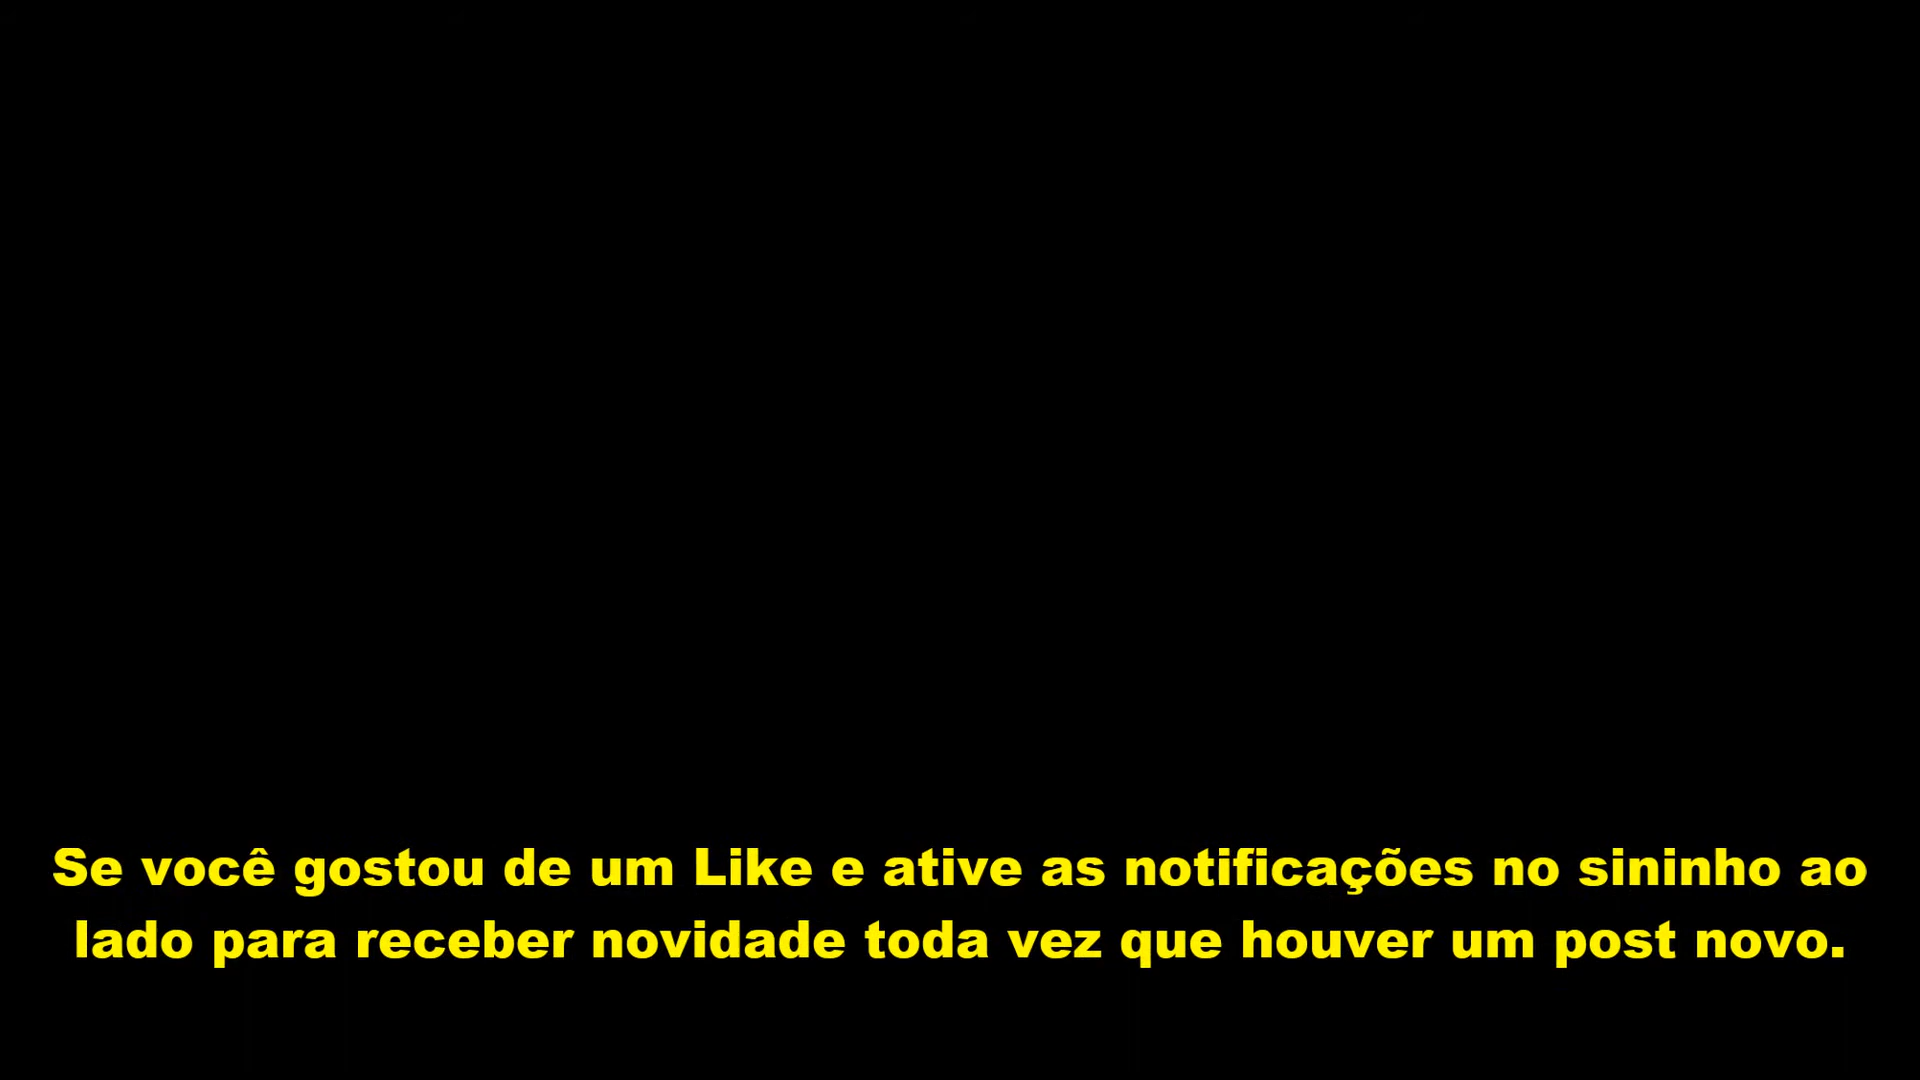 Se você gostou de um Like e ative as notificações no sininho ao
lado para receber novidade toda vez que houver um post novo.